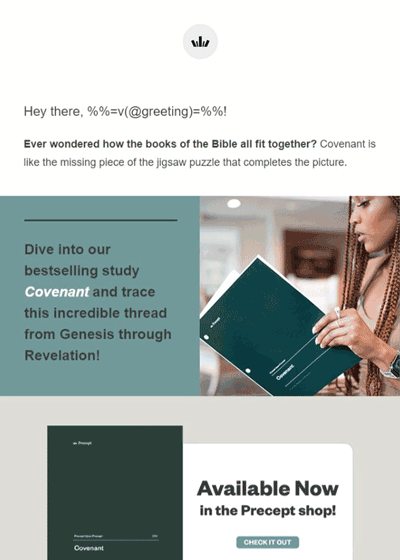 Hey there, %%=v(@greeting)=%%!
Ever wondered how the books of the Bible all fit together? Covenant is
like the missing piece of the jigsaw puzzle that completes the picture.
Dive into our
bestselling study
Covenant and trace
this incredible thread
from Genesis through
Revelation!
Precept
Covenant
Precept
Covenant
Available Now
in the Precept shop!
CHECK IT OUT